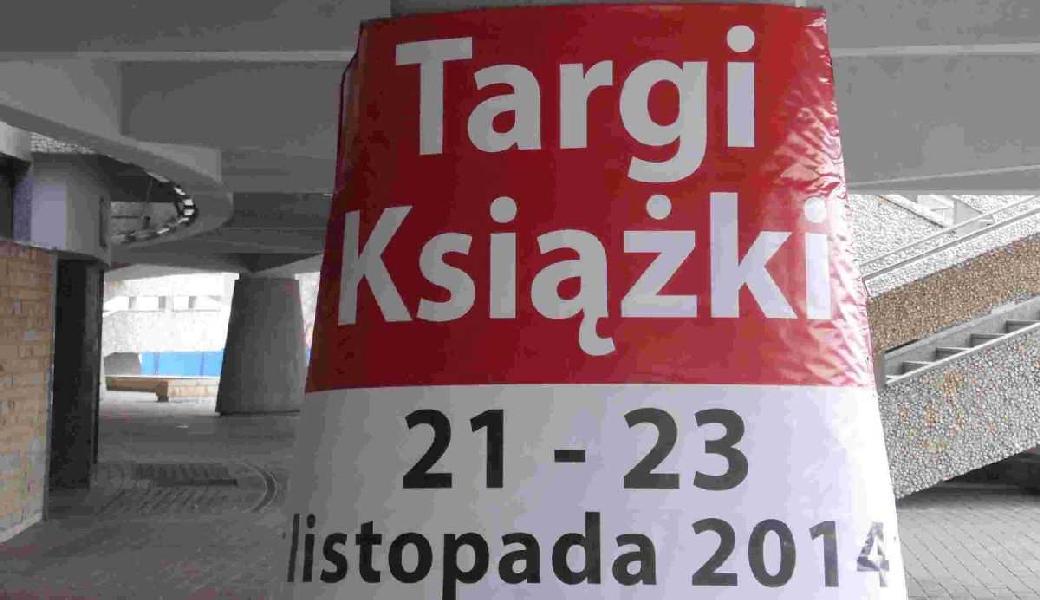 Targi
Książki
21 - 23
listopada 2014